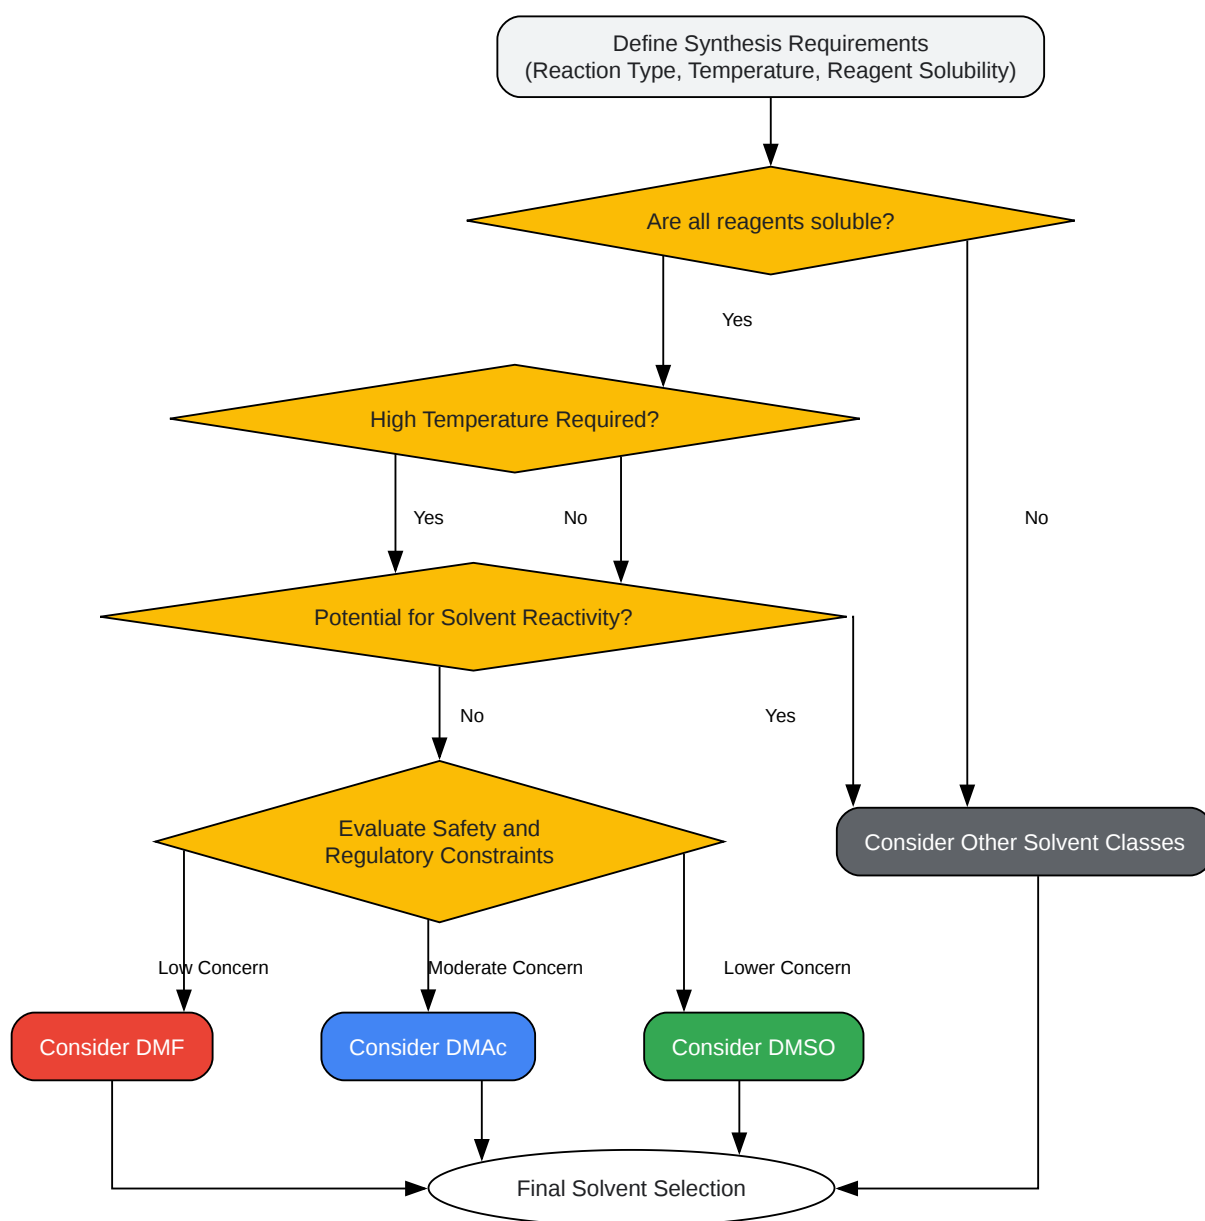 Define Synthesis Requirements
(Reaction Type, Temperature, Reagent Solubility)
Are all reagents soluble?
Yes
High Temperature Required?
Yes
No
No
Potential for Solvent Reactivity?
No
Yes
Evaluate Safety and
Regulatory Constraints
Consider Other Solvent Classes
Low Concern
Moderate Concern
Lower Concern
Consider DMF
Consider DMAc
Consider DMSO
Final Solvent Selection